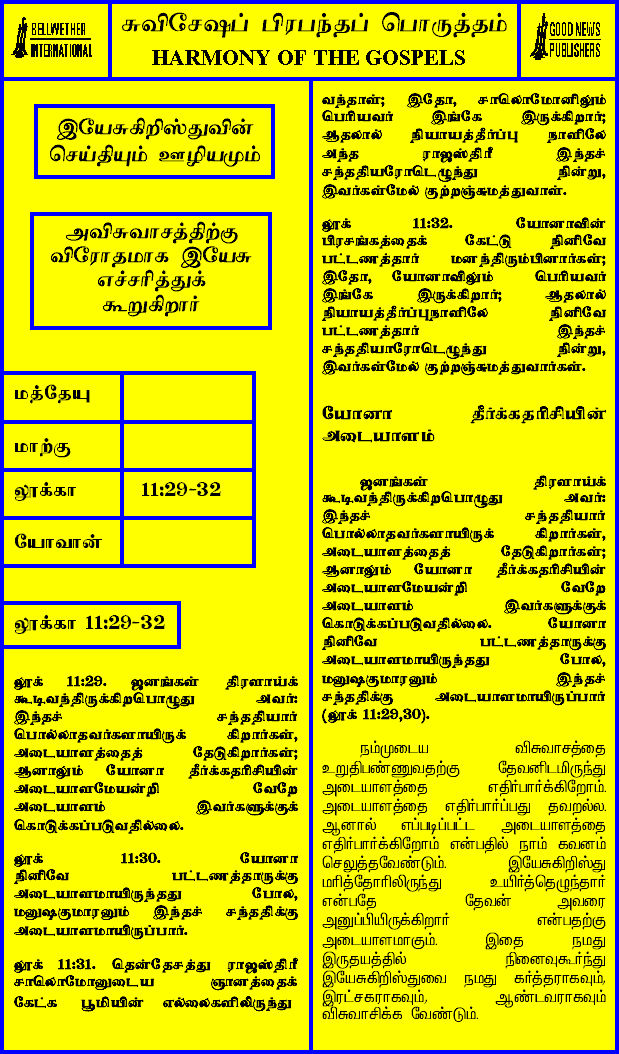 BELLWETHER
INTERNATIONAL
சுவிசேஷப் பிரபந்தப் பொருத்தம்
HARMONY OF THE GOSPELS
GOOD NEWS
PUBLISHERS
இயேசுகிறிஸ்துவின்
செய்தியும் ஊழியமும்
அவிசுவாசத்திற்கு
விரோதமாக இயேசு
எச்சரித்துக்
கூறுகிறார்
மத்தேயு
மாற்கு
லூக்கா 11:29-32
யோவான்
லூக்கா 11:29-32
லூக் 11:29. ஜனங்கள் திரளாய்க்
கூடிவந்திருக்கிறபொழுது அவர்:
இந்தச் சந்ததியார்
பொல்லாதவர்களாயிருக் கிறார்கள்,
அடையாளத்தைத் தேடுகிறார்கள்;
ஆனாலும் யோனா தீர்க்கதரிசியின்
அடையாளமேயன்றி வேறே
அடையாளம் இவர்களுக்குக்
கொடுக்கப்படுவதில்லை.
லூக் 11:30. யோனா
நினிவே பட்டணத்தாருக்கு
அடையாளமாயிருந்தது போல,
மனுஷகுமாரனும் இந்தச் சந்ததிக்கு
அடையாளமாயிருப்பார்.
லூக் 11:31. தென்தேசத்து ராஜஸ்திரீ
சாலொமோனுடைய ஞானத்தைக்
கேட்க பூமியின் எல்லைகளிலிருந்து
வந்தாள்; இதோ, சாலொமோனிலும்
பெரியவர் இங்கே இருக்கிறார்;
ஆதலால் நியாயத்தீர்ப்பு நாளிலே
அந்த ராஜஸ்திரீ இந்தச்
சந்ததியரோடெழுந்து நின்று,
இவர்கள்மேல் குற்றஞ்சுமத்துவாள்.
லூக் 11:32. யோனாவின்
பிரசங்கத்தைக் கேட்டு நினிவே
பட்டணத்தார் மனந்திரும்பினார்கள்;
இதோ, யோனாவிலும் பெரியவர்
இங்கே இருக்கிறார்; ஆதலால்
நியாயத்தீர்ப்புநாளிலே நினிவே
பட்டணத்தார் இந்தச்
சந்ததியாரோடெழுந்து நின்று,
இவர்கள்மேல் குற்றஞ்சுமத்துவார்கள்.
யோனா தீர்க்கதரிசியின்
அடையாளம்
ஜனங்கள் திரளாய்க்
கூடிவந்திருக்கிறபொழுது அவர்:
இந்தச் சந்ததியார்
பொல்லாதவர்களாயிருக் கிறார்கள்,
அடையாளத்தைத் தேடுகிறார்கள்;
ஆனாலும் யோனா தீர்க்கதரிசியின்
அடையாளமேயன்றி வேறே
அடையாளம் இவர்களுக்குக்
கொடுக்கப்படுவதில்லை. யோனா
நினிவே பட்டணத்தாருக்கு
அடையாளமாயிருந்தது போல,
மனுஷகுமாரனும் இந்தச்
சந்ததிக்கு அடையாளமாயிருப்பார்
(லூக் 11:29,30).
நம்முடைய விசுவாசத்தை
உறுதிபண்ணுவதற்கு தேவனிடமிருந்து
அடையாளத்தை எதிர்பார்க்கிறோம்.
அடையாளத்தை எதிர்பார்ப்பது தவறல்ல.
ஆனால் எப்படிப்பட்ட அடையாளத்தை
எதிர்பார்க்கிறோம் என்பதில் நாம் கவனம்
செலுத்தவேண்டும். இயேசுகிறிஸ்து
மரித்தோரிலிருந்து உயிர்த்தெழுந்தார்
என்பதே தேவன் அவரை
அனுப்பியிருக்கிறார் என்பதற்கு
அடையாளமாகும். இதை நமது
இருதயத்தில் நினைவுகூர்ந்து
இயேசுகிறிஸ்துவை நமது கர்த்தராகவும்,
இரட்சகராகவும், ஆண்டவராகவும்
விசுவாசிக்க வேண்டும்.